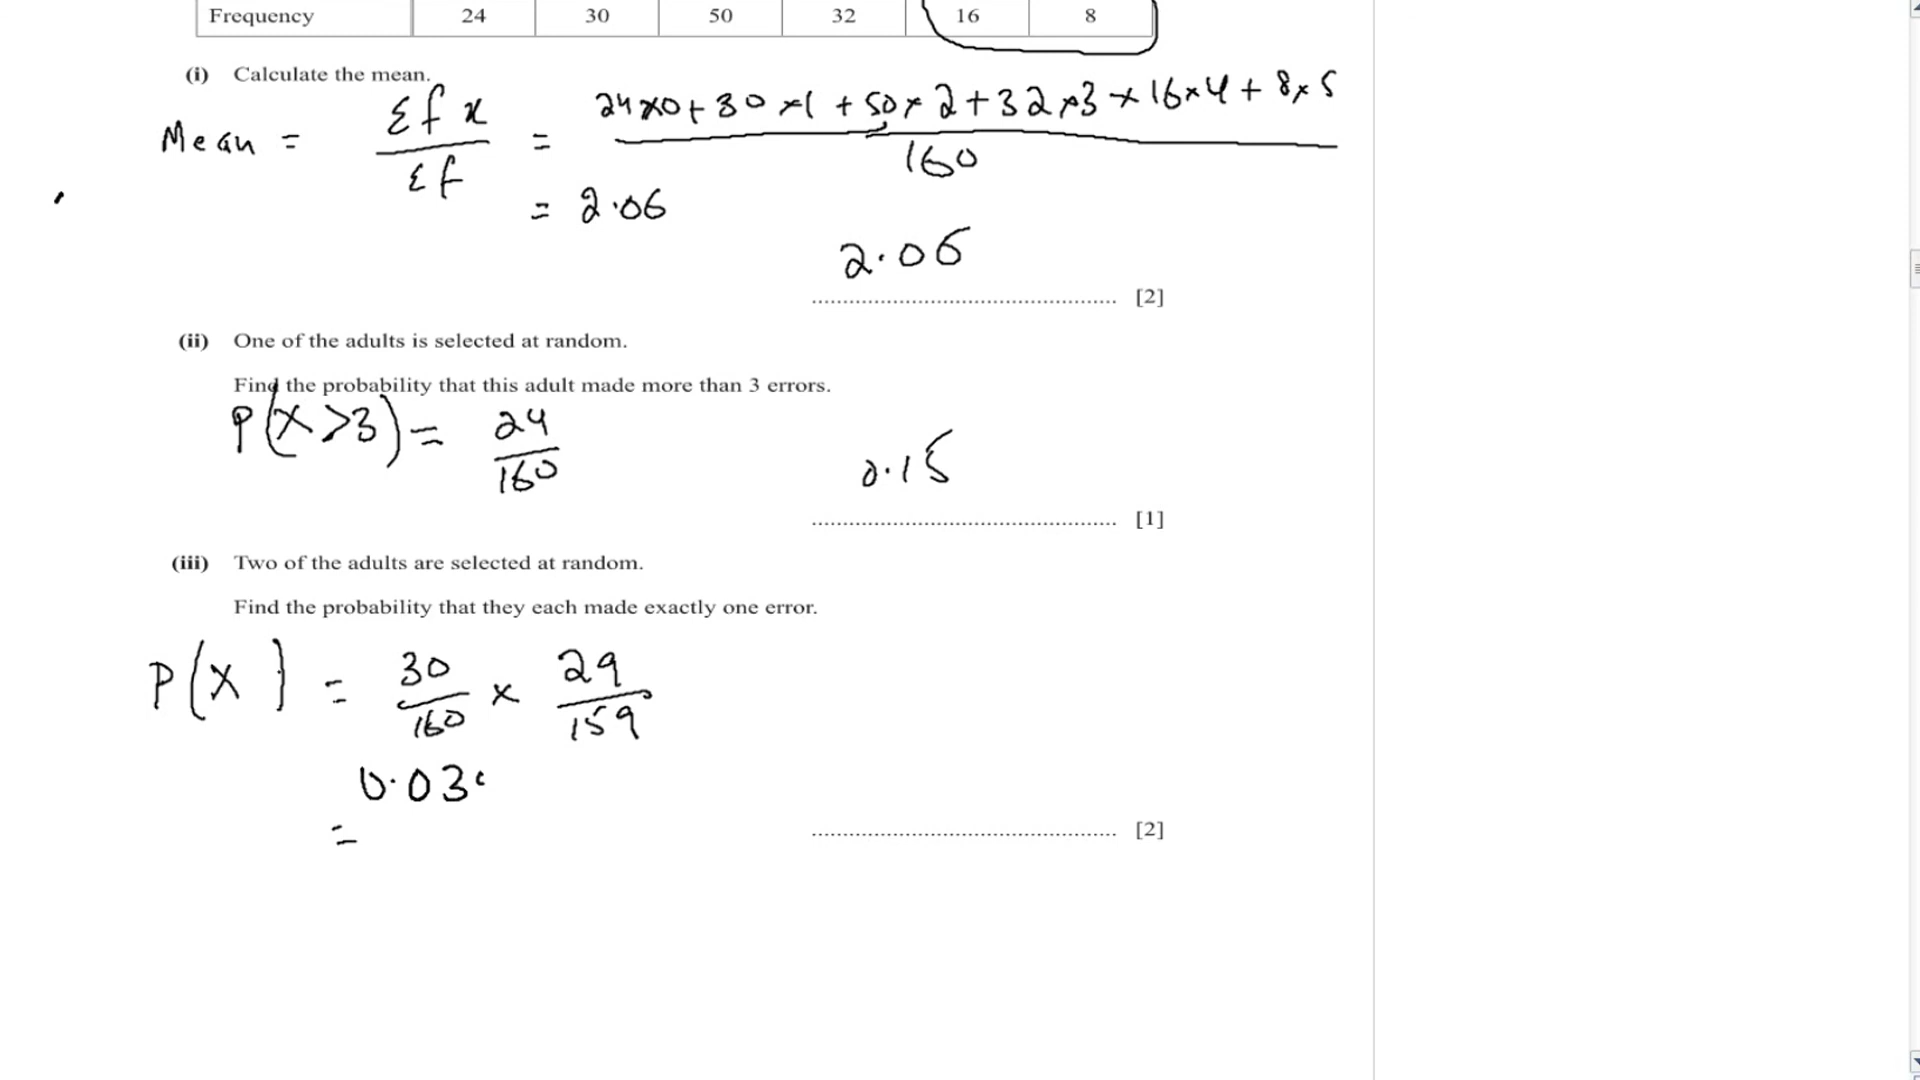 Frequency 24 30 50 32 16 8
(i) Calculate the mean.
Mean = Σfx / Σf = 24×0+30×1+50×2+32×3+16×4+8×5 / 160
= 2.06
2.06
[2]
(ii) One of the adults is selected at random.
Find the probability that this adult made more than 3 errors.
P(X>3) = 24/160
0.15
[1]
(iii) Two of the adults are selected at random.
Find the probability that they each made exactly one error.
P(X ) = 30/160 × 29/159
0.03
=
[2]